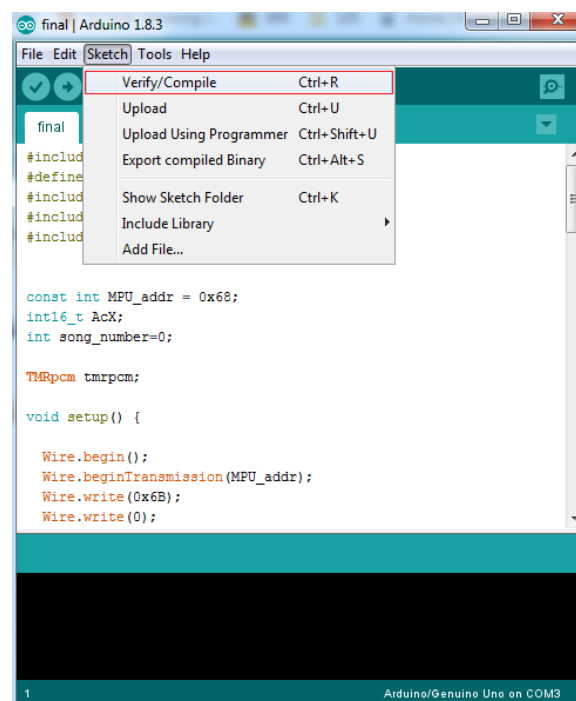 final | Arduino 1.8.3
File Edit Sketch Tools Help
Verify/Compile Ctrl+R
Upload Ctrl+U
Upload Using Programmer Ctrl+Shift+U
Export compiled Binary Ctrl+Alt+S
Show Sketch Folder Ctrl+K
Include Library
Add File...
final
#includ
#define
#includ
#includ
#includ
const int MPU_addr = 0x68;
int16_t AcX;
int song_number=0;
TMRpcm tmrpcm;
void setup() {
Wire.begin();
Wire.beginTransmission(MPU_addr);
Wire.write(0x6B);
Wire.write(0);
1 Arduino/Genuino Uno on COM3